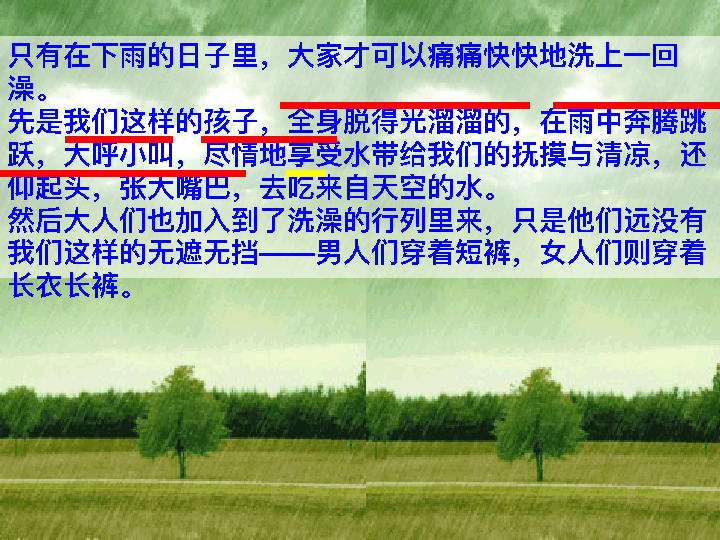 只有在下雨的日子里，大家才可以痛痛快快地洗上一回
澡。
先是我们这样的孩子，全身脱得光溜溜的，在雨中奔腾跳
跃，大呼小叫，尽情地享受水带给我们的抚摸与清凉，还
仰起头，张大嘴巴，去吃来自天空的水。
然后大人们也加入到了洗澡的行列里来，只是他们远没有
我们这样的无遮无挡——男人们穿着短裤，女人们则穿着
长衣长裤。